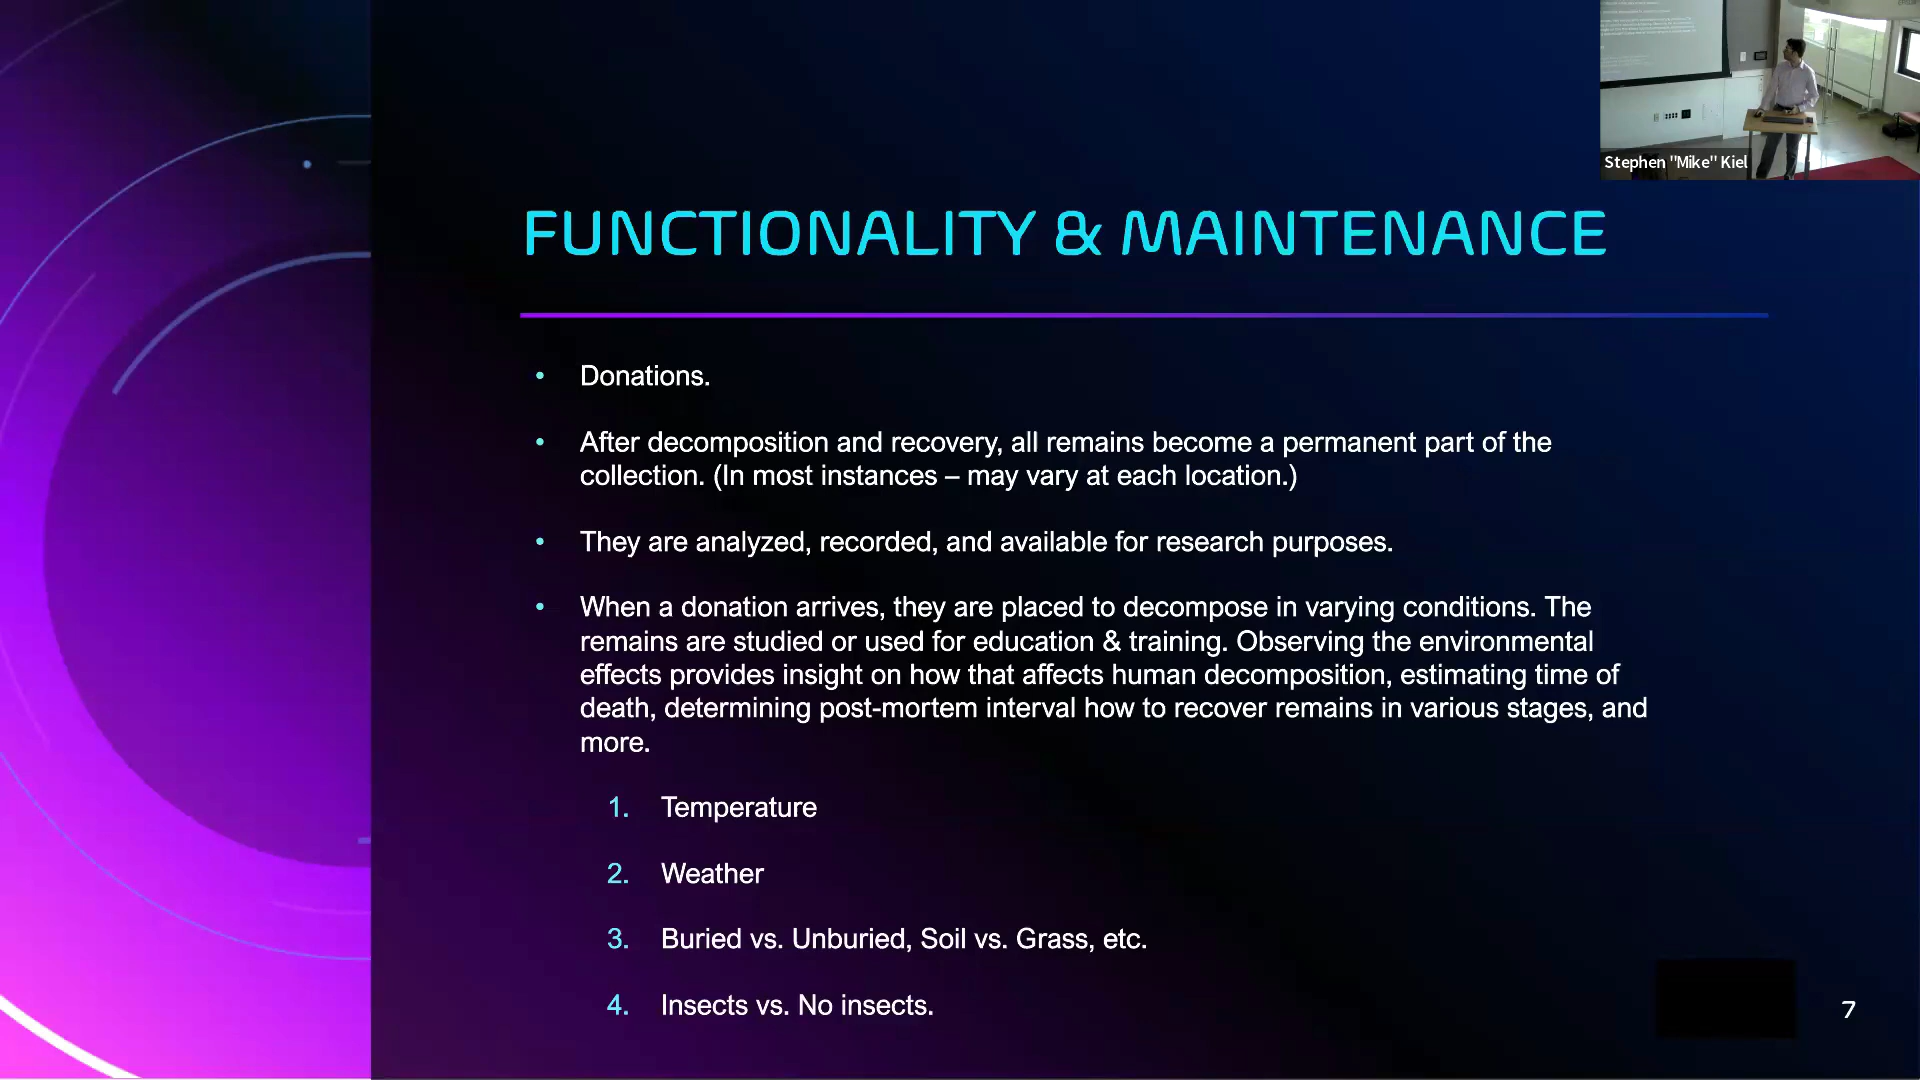 Stephen "Mike" Kiel
FUNCTIONALITY & MAINTENANCE
• Donations.
• After decomposition and recovery, all remains become a permanent part of the
collection. (In most instances – may vary at each location.)
• They are analyzed, recorded, and available for research purposes.
• When a donation arrives, they are placed to decompose in varying conditions. The
remains are studied or used for education & training. Observing the environmental
effects provides insight on how that affects human decomposition, estimating time of
death, determining post-mortem interval how to recover remains in various stages, and
more.
1. Temperature
2. Weather
3. Buried vs. Unburied, Soil vs. Grass, etc.
4. Insects vs. No insects.
7